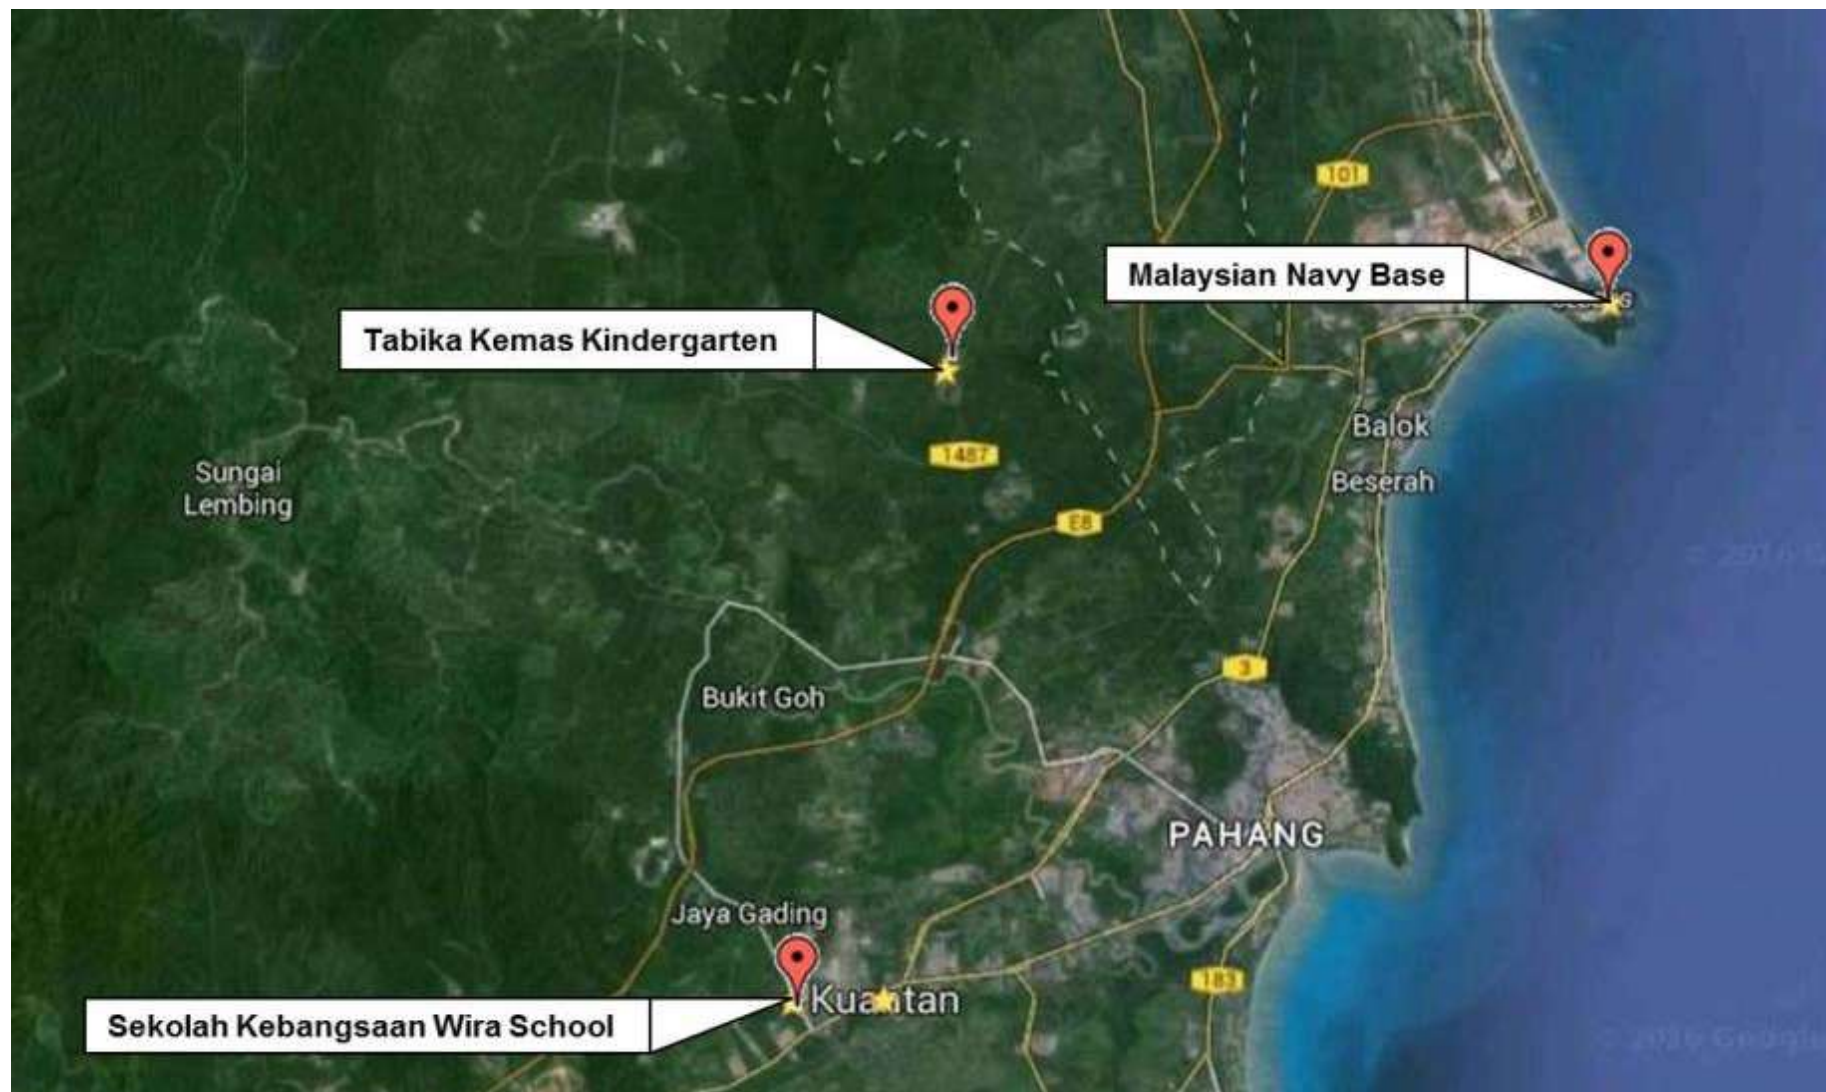 101
Malaysian Navy Base
Tabika Kemas Kindergarten
Balok
1487
Sungai
Lembing
Beserah
E8
3
Bukit Goh
PAHANG
Jaya Gading
183
Kuantan
Sekolah Kebangsaan Wira School